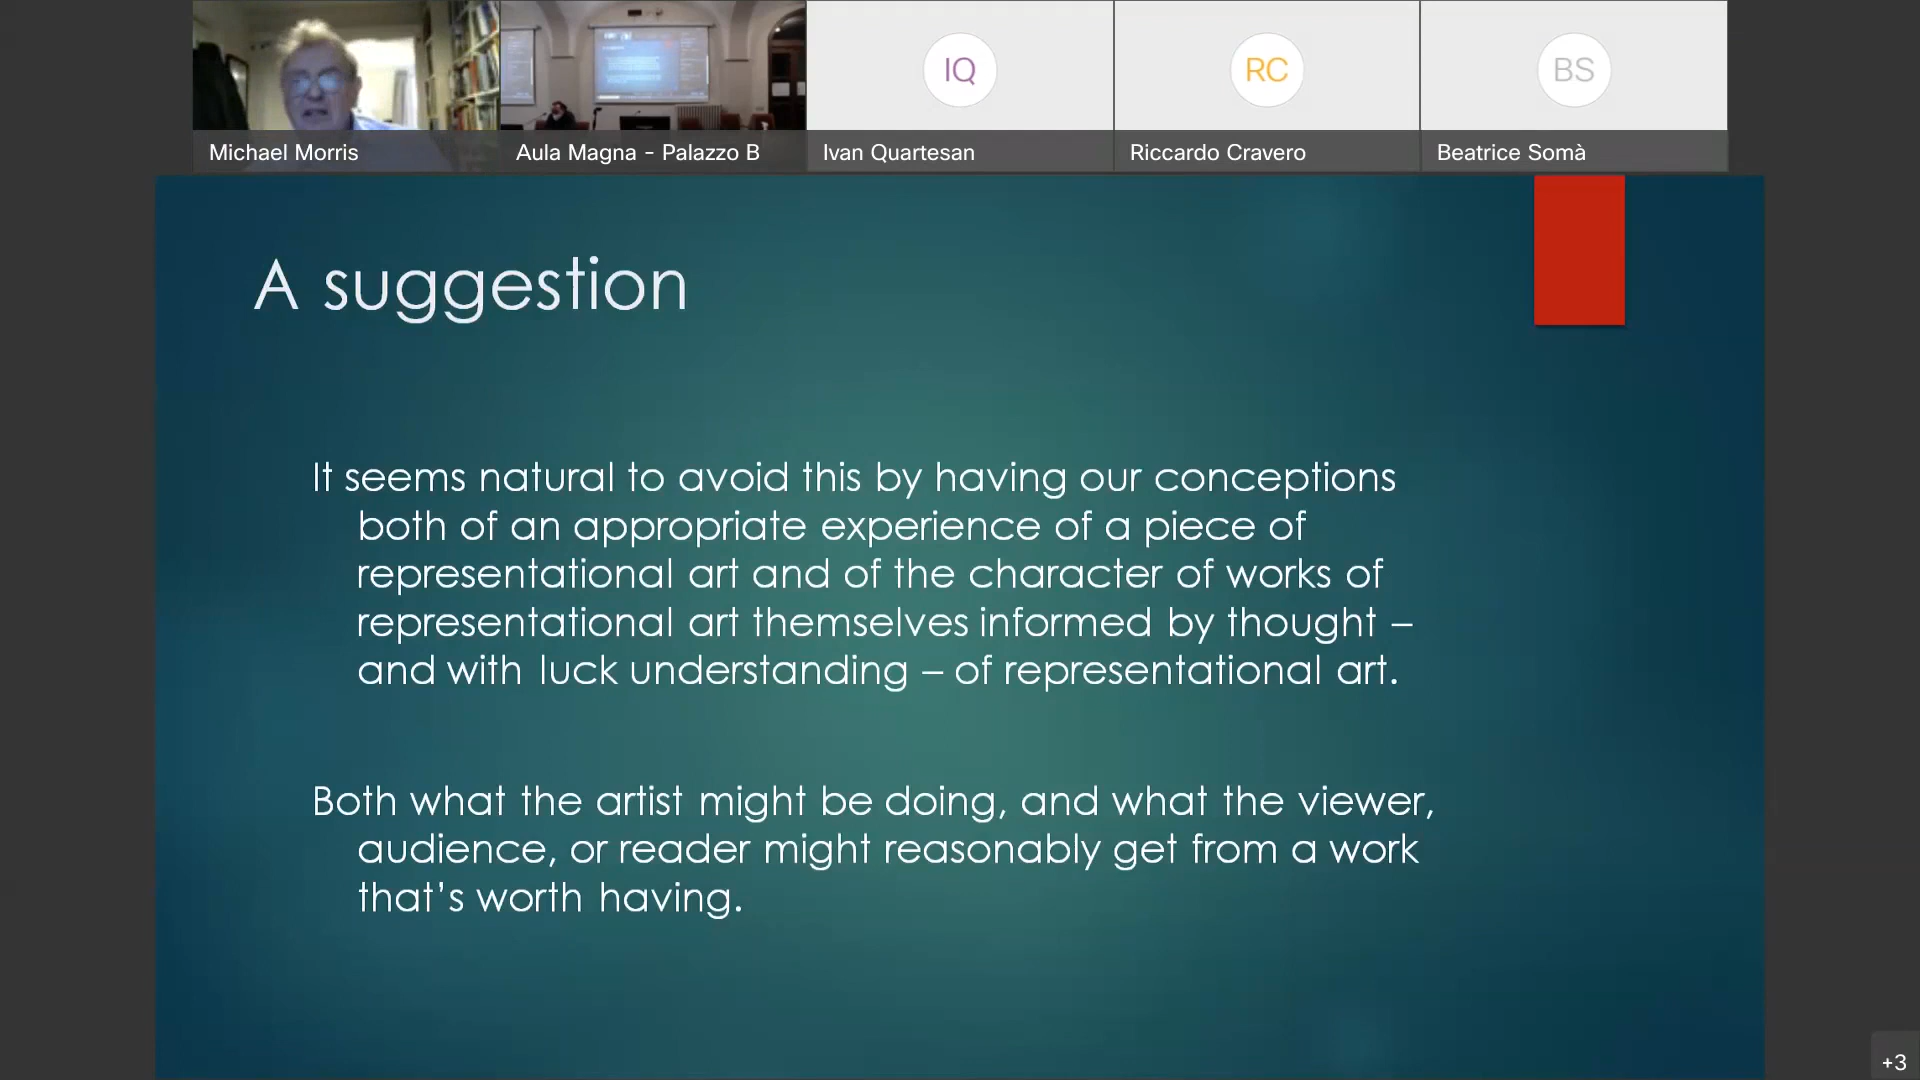 IQ
RC
BS
Michael Morris
Aula Magna - Palazzo B
Ivan Quartesan
Riccardo Cravero
Beatrice Somà
A suggestion
It seems natural to avoid this by having our conceptions
both of an appropriate experience of a piece of
representational art and of the character of works of
representational art themselves informed by thought –
and with luck understanding – of representational art.
Both what the artist might be doing, and what the viewer,
audience, or reader might reasonably get from a work
that’s worth having.
+3